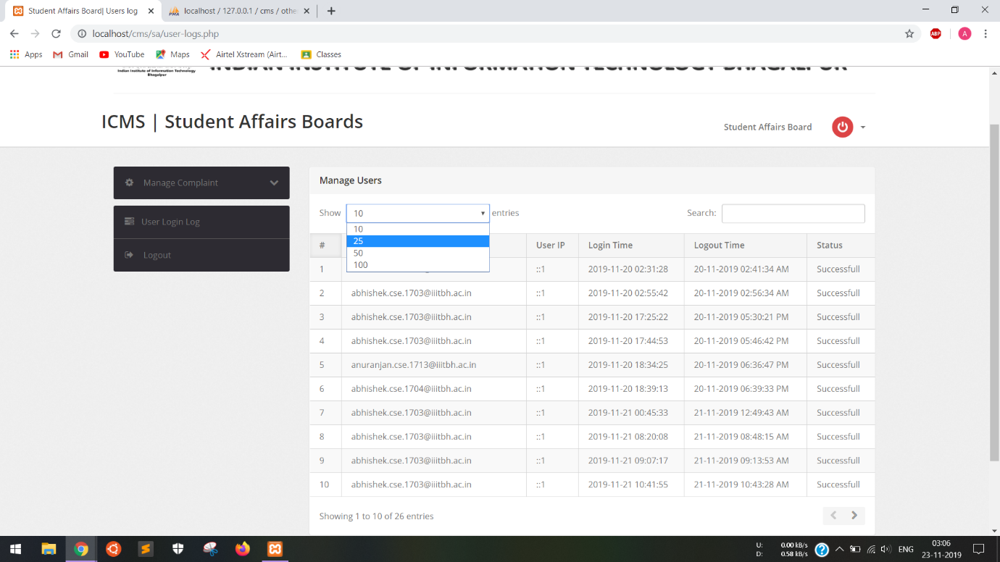 Student Affairs Board| Users log
localhost / 127.0.0.1 / cms / othe
localhost/cms/sa/user-logs.php
ABP
A
Apps Gmail YouTube Maps Airtel Xstream (Airt... Classes
Indian Institute of Information Technology
Bhagalpur
ICMS | Student Affairs Boards
Student Affairs Board
Manage Complaint
User Login Log
Logout
Manage Users
Show 10 entries Search:
10
25
50
100
# User IP Login Time Logout Time Status
1 ::1 2019-11-20 02:31:28 20-11-2019 02:41:34 AM Successfull
2 abhishek.cse.1703@iiitbh.ac.in ::1 2019-11-20 02:55:42 20-11-2019 02:56:34 AM Successfull
3 abhishek.cse.1703@iiitbh.ac.in ::1 2019-11-20 17:25:22 20-11-2019 05:30:21 PM Successfull
4 abhishek.cse.1703@iiitbh.ac.in ::1 2019-11-20 17:44:53 20-11-2019 05:46:42 PM Successfull
5 anuranjan.cse.1713@iiitbh.ac.in ::1 2019-11-20 18:34:25 20-11-2019 06:36:47 PM Successfull
6 abhishek.cse.1704@iiitbh.ac.in ::1 2019-11-20 18:39:13 20-11-2019 06:39:33 PM Successfull
7 abhishek.cse.1703@iiitbh.ac.in ::1 2019-11-21 00:45:33 21-11-2019 12:49:43 AM Successfull
8 abhishek.cse.1703@iiitbh.ac.in ::1 2019-11-21 08:20:08 21-11-2019 08:48:15 AM Successfull
9 abhishek.cse.1703@iiitbh.ac.in ::1 2019-11-21 09:07:17 21-11-2019 09:13:53 AM Successfull
10 abhishek.cse.1703@iiitbh.ac.in ::1 2019-11-21 10:41:55 21-11-2019 10:43:28 AM Successfull
Showing 1 to 10 of 26 entries
U: 0.00 kB/s
D: 0.58 kB/s
ENG
03:06
23-11-2019